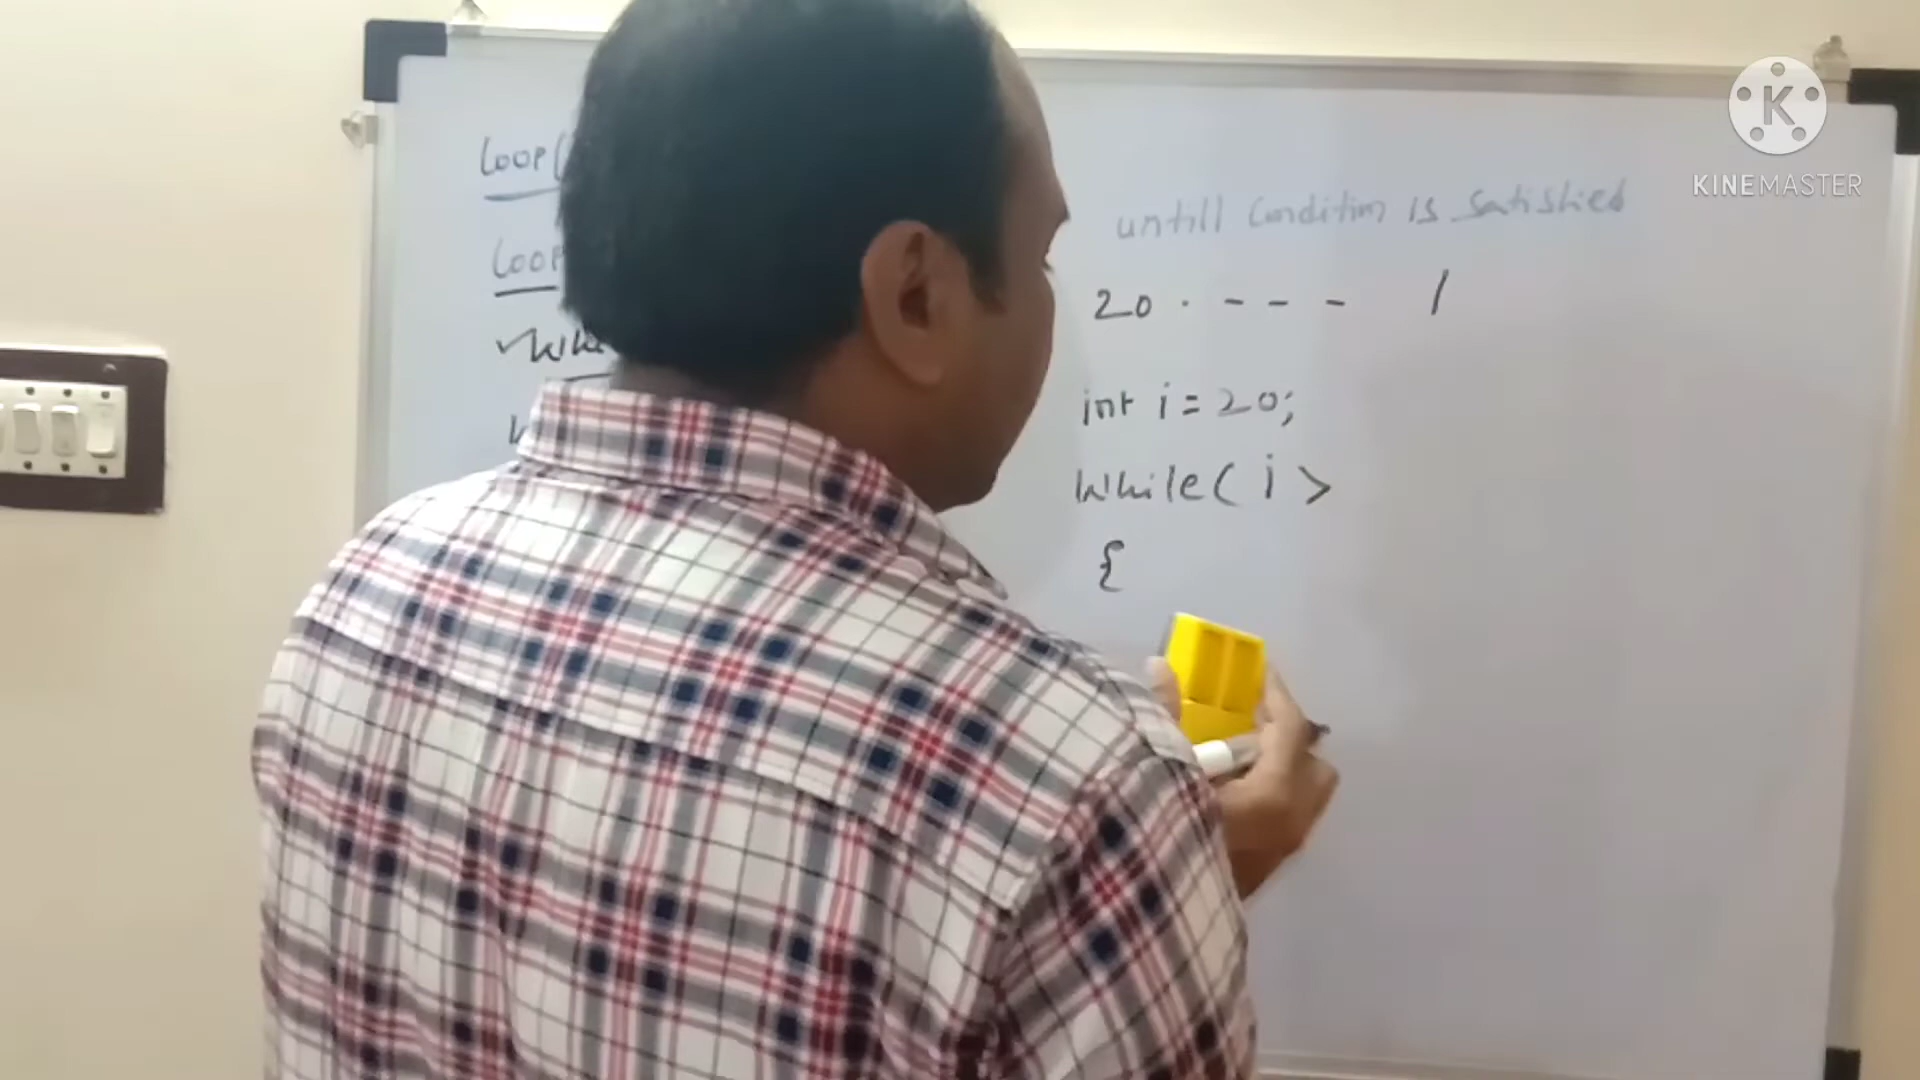 Loop(
Loop
untill condition is satisfied
20 · - - - 1
int i = 20;
while( i >
{
KINEMASTER